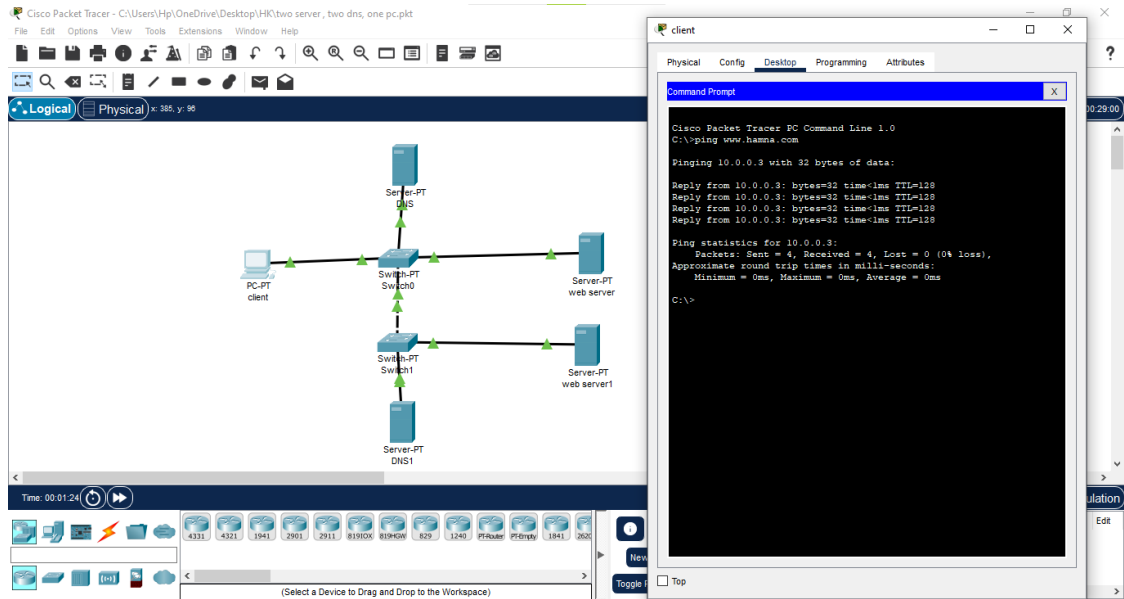 Cisco Packet Tracer - C:\Users\Hp\OneDrive\Desktop\HK\two server , two dns, one pc.pkt
File Edit Options View Tools Extensions Window Help
?
Logical
Physical
x: 385, y: 96
00:29:00
Server-PT
DNS
PC-PT
client
Switch-PT
Switch0
Server-PT
web server
Switch-PT
Switch1
Server-PT
web server1
Server-PT
DNS1
Time: 00:01:24
ulation
4331 4321 1941 2901 2911 819IOX 819HGW 829 1240 PT-Router PT-Empty 1841 262
(Select a Device to Drag and Drop to the Workspace)
New
Toggle
Edit
client
Physical Config Desktop Programming Attributes
Command Prompt
X
Cisco Packet Tracer PC Command Line 1.0
C:\>ping www.hamna.com
Pinging 10.0.0.3 with 32 bytes of data:
Reply from 10.0.0.3: bytes=32 time<1ms TTL=128
Reply from 10.0.0.3: bytes=32 time<1ms TTL=128
Reply from 10.0.0.3: bytes=32 time<1ms TTL=128
Reply from 10.0.0.3: bytes=32 time<1ms TTL=128
Ping statistics for 10.0.0.3:
Packets: Sent = 4, Received = 4, Lost = 0 (0% loss),
Approximate round trip times in milli-seconds:
Minimum = 0ms, Maximum = 0ms, Average = 0ms
C:\>
Top